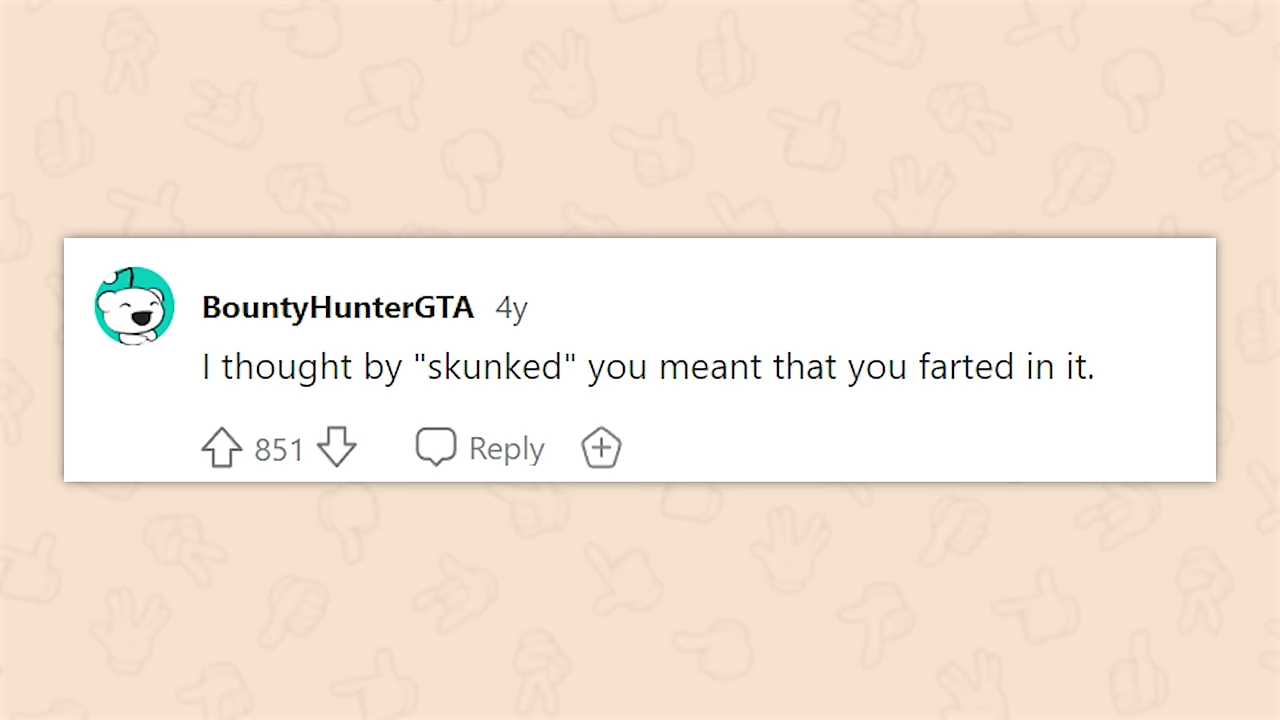 BountyHunterGTA 4y
I thought by "skunked" you meant that you farted in it.
851 Reply